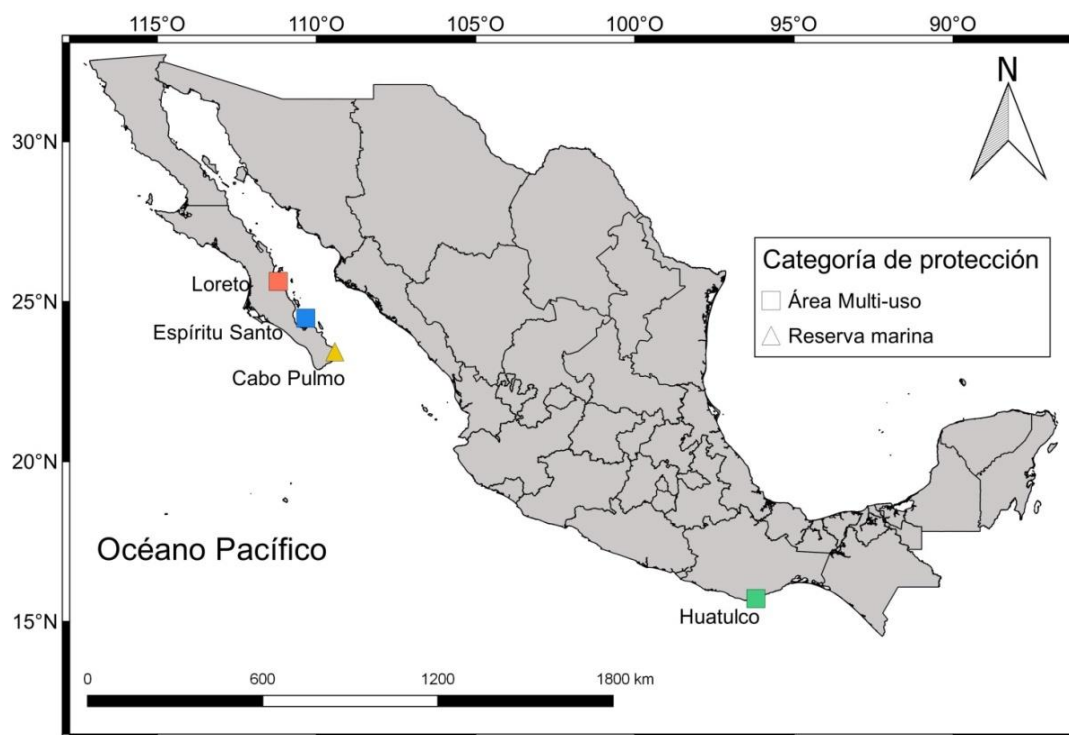 115°O 110°O 105°O 100°O 95°O 90°O
N
30°N
Categoría de protección
Área Multi-uso
Reserva marina
Loreto
25°N
Espíritu Santo
Cabo Pulmo
20°N
Océano Pacífico
15°N
Huatulco
0 600 1200 1800 km